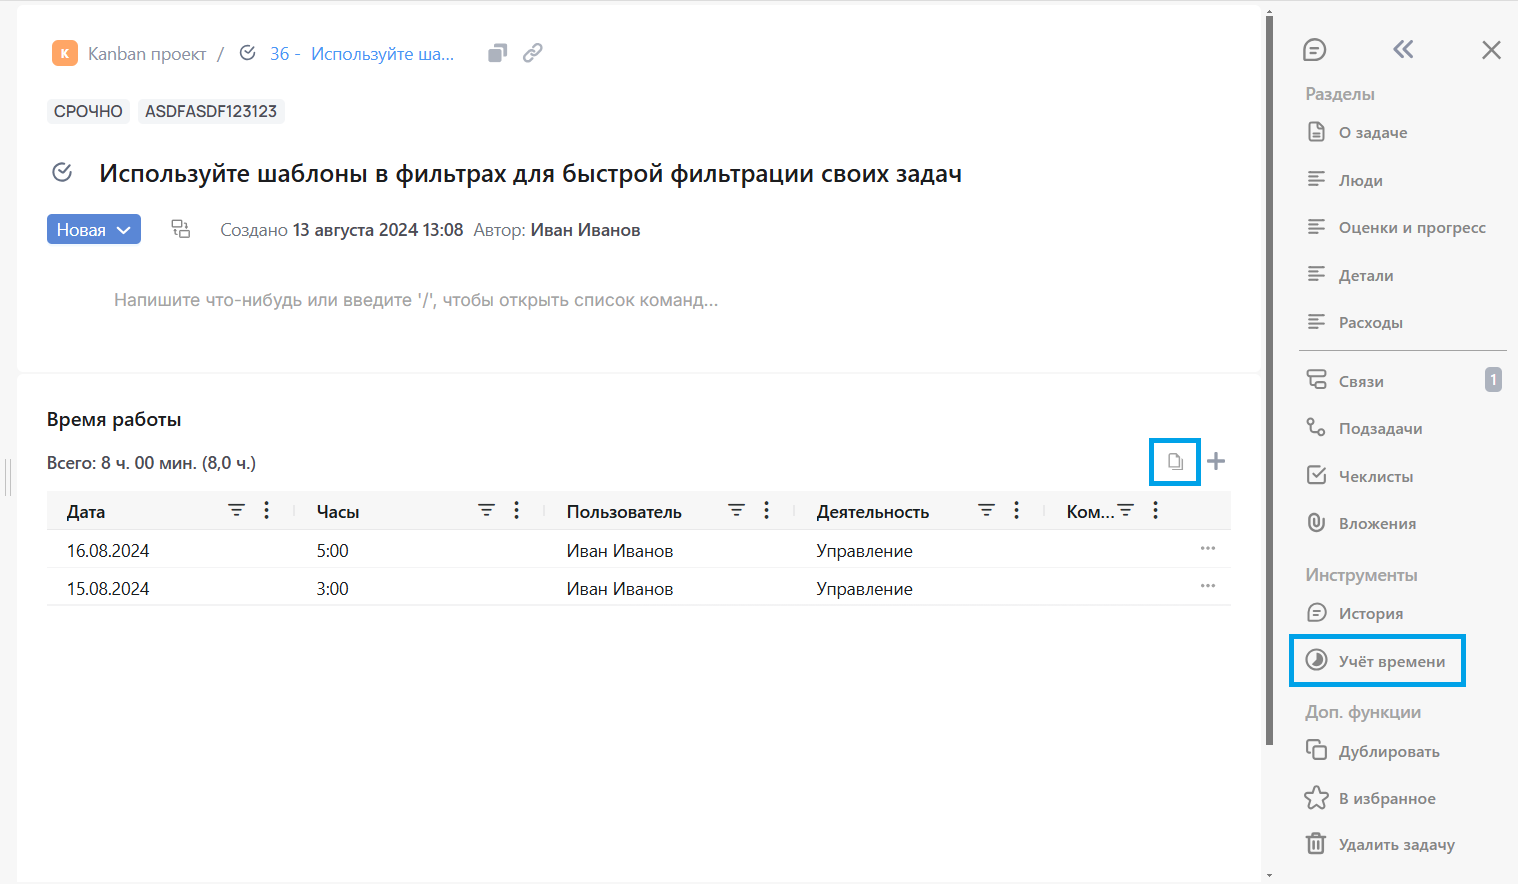 К Kanban проект / 36 - Используйте ша...
СРОЧНО ASDFASDF123123
Используйте шаблоны в фильтрах для быстрой фильтрации своих задач
Новая Создано 13 августа 2024 13:08 Автор: Иван Иванов
Напишите что-нибудь или введите '/', чтобы открыть список команд...
Время работы
Всего: 8 ч. 00 мин. (8,0 ч.)
Дата Часы Пользователь Деятельность Ком...
16.08.2024 5:00 Иван Иванов Управление
15.08.2024 3:00 Иван Иванов Управление
Разделы
О задаче
Люди
Оценки и прогресс
Детали
Расходы
Связи 1
Подзадачи
Чеклисты
Вложения
Инструменты
История
Учёт времени
Доп. функции
Дублировать
В избранное
Удалить задачу